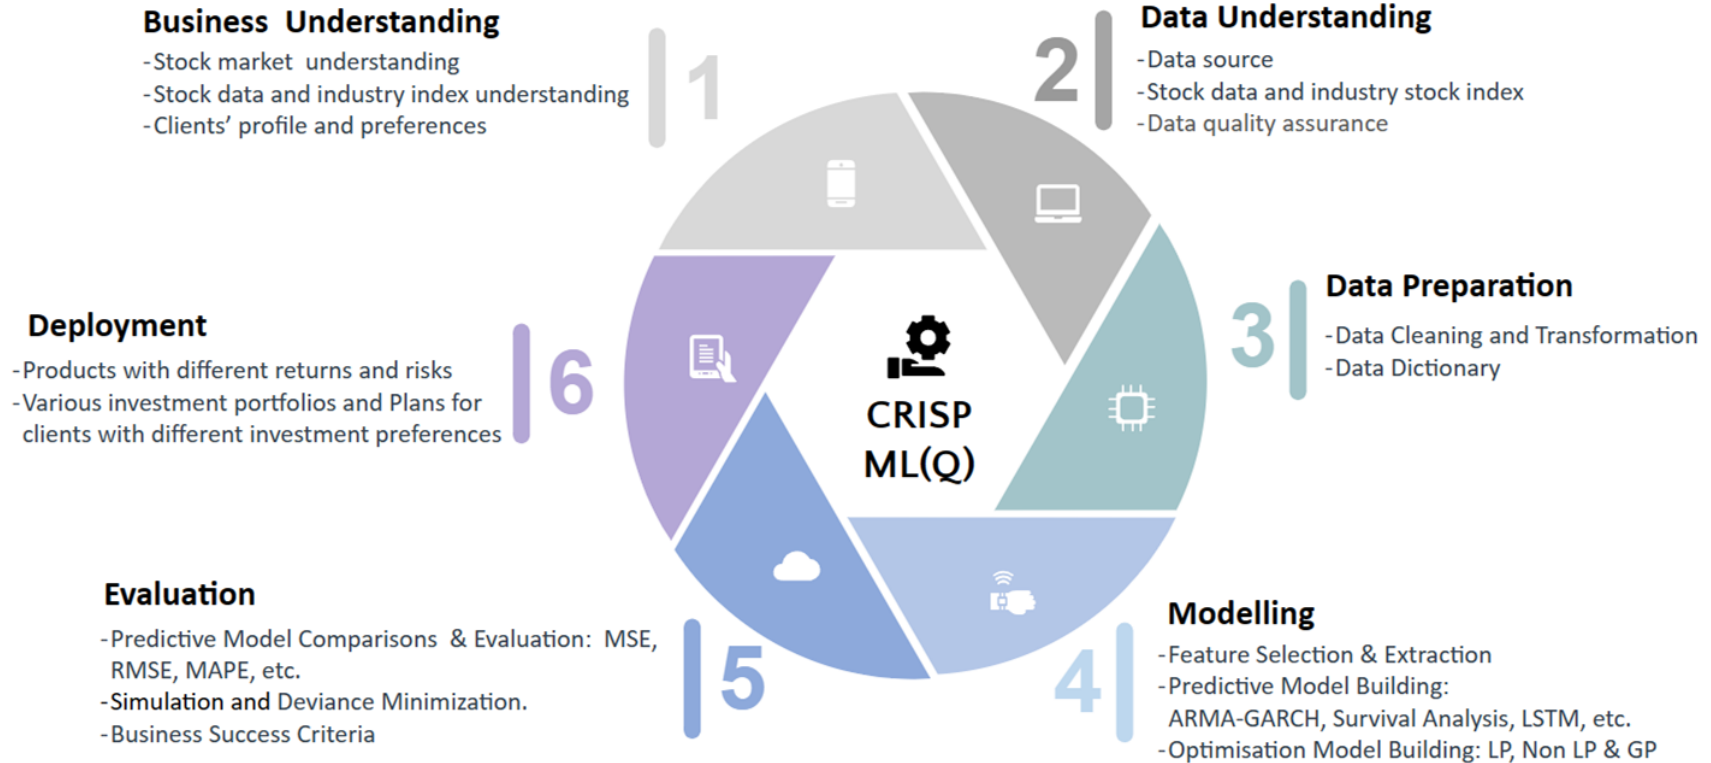 Business Understanding
-Stock market understanding
-Stock data and industry index understanding
-Clients’ profile and preferences
1
2
Data Understanding
-Data source
-Stock data and industry stock index
-Data quality assurance
3
Data Preparation
-Data Cleaning and Transformation
-Data Dictionary
CRISP
ML(Q)
4
Modelling
-Feature Selection & Extraction
-Predictive Model Building:
ARMA-GARCH, Survival Analysis, LSTM, etc.
-Optimisation Model Building: LP, Non LP & GP
5
Evaluation
-Predictive Model Comparisons & Evaluation: MSE,
RMSE, MAPE, etc.
-Simulation and Deviance Minimization.
-Business Success Criteria
6
Deployment
-Products with different returns and risks
-Various investment portfolios and Plans for
clients with different investment preferences